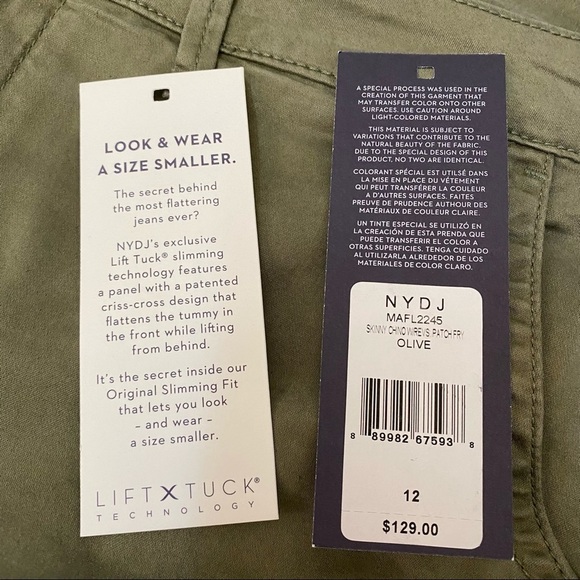 LOOK & WEAR
A SIZE SMALLER.
The secret behind
the most flattering
jeans ever?
NYDJ's exclusive
Lift Tuck® slimming
technology features
a panel with a patented
criss-cross design that
flattens the tummy in
the front while lifting
from behind.
It's the secret inside our
Original Slimming Fit
that lets you look
– and wear –
a size smaller.
LIFT X TUCK®
TECHNOLOGY
A SPECIAL PROCESS WAS USED IN THE
CREATION OF THIS GARMENT THAT
MAY TRANSFER COLOR ONTO OTHER
SURFACES. USE CAUTION AROUND
LIGHT-COLORED MATERIALS.
THIS MATERIAL IS SUBJECT TO
VARIATIONS THAT CONTRIBUTE TO THE
NATURAL BEAUTY OF THE FABRIC.
DUE TO THE SPECIAL DESIGN OF THIS
PRODUCT, NO TWO ARE IDENTICAL.
COLORANT SPÉCIAL EST UTILSÉ DANS
LA MISE EN PLACE DU VÊTEMENT
QUI PEUT TRANSFÉRER LA COULEUR
A D'AUTRES SURFACES. FAITES
PREUVE DE PRUDENCE AUTHOUR DES
MATÉRIAUX DE COULEUR CLAIRE.
UN TINTE ESPECIAL SE UTILIZÓ EN
LA CREACIÓN DE ESTA PRENDA QUE
PUEDE TRANSFERIR EL COLOR A
OTRAS SUPERFICIES. TENGA CUIDADO
AL UTILIZARLA ALREDEDOR DE LOS
MATERIALES DE COLOR CLARO.
NYDJ
MAFL2245
SKINNY CHINO W REVS. PATCH FRY
OLIVE
8 89982 67593 8
12
$129.00